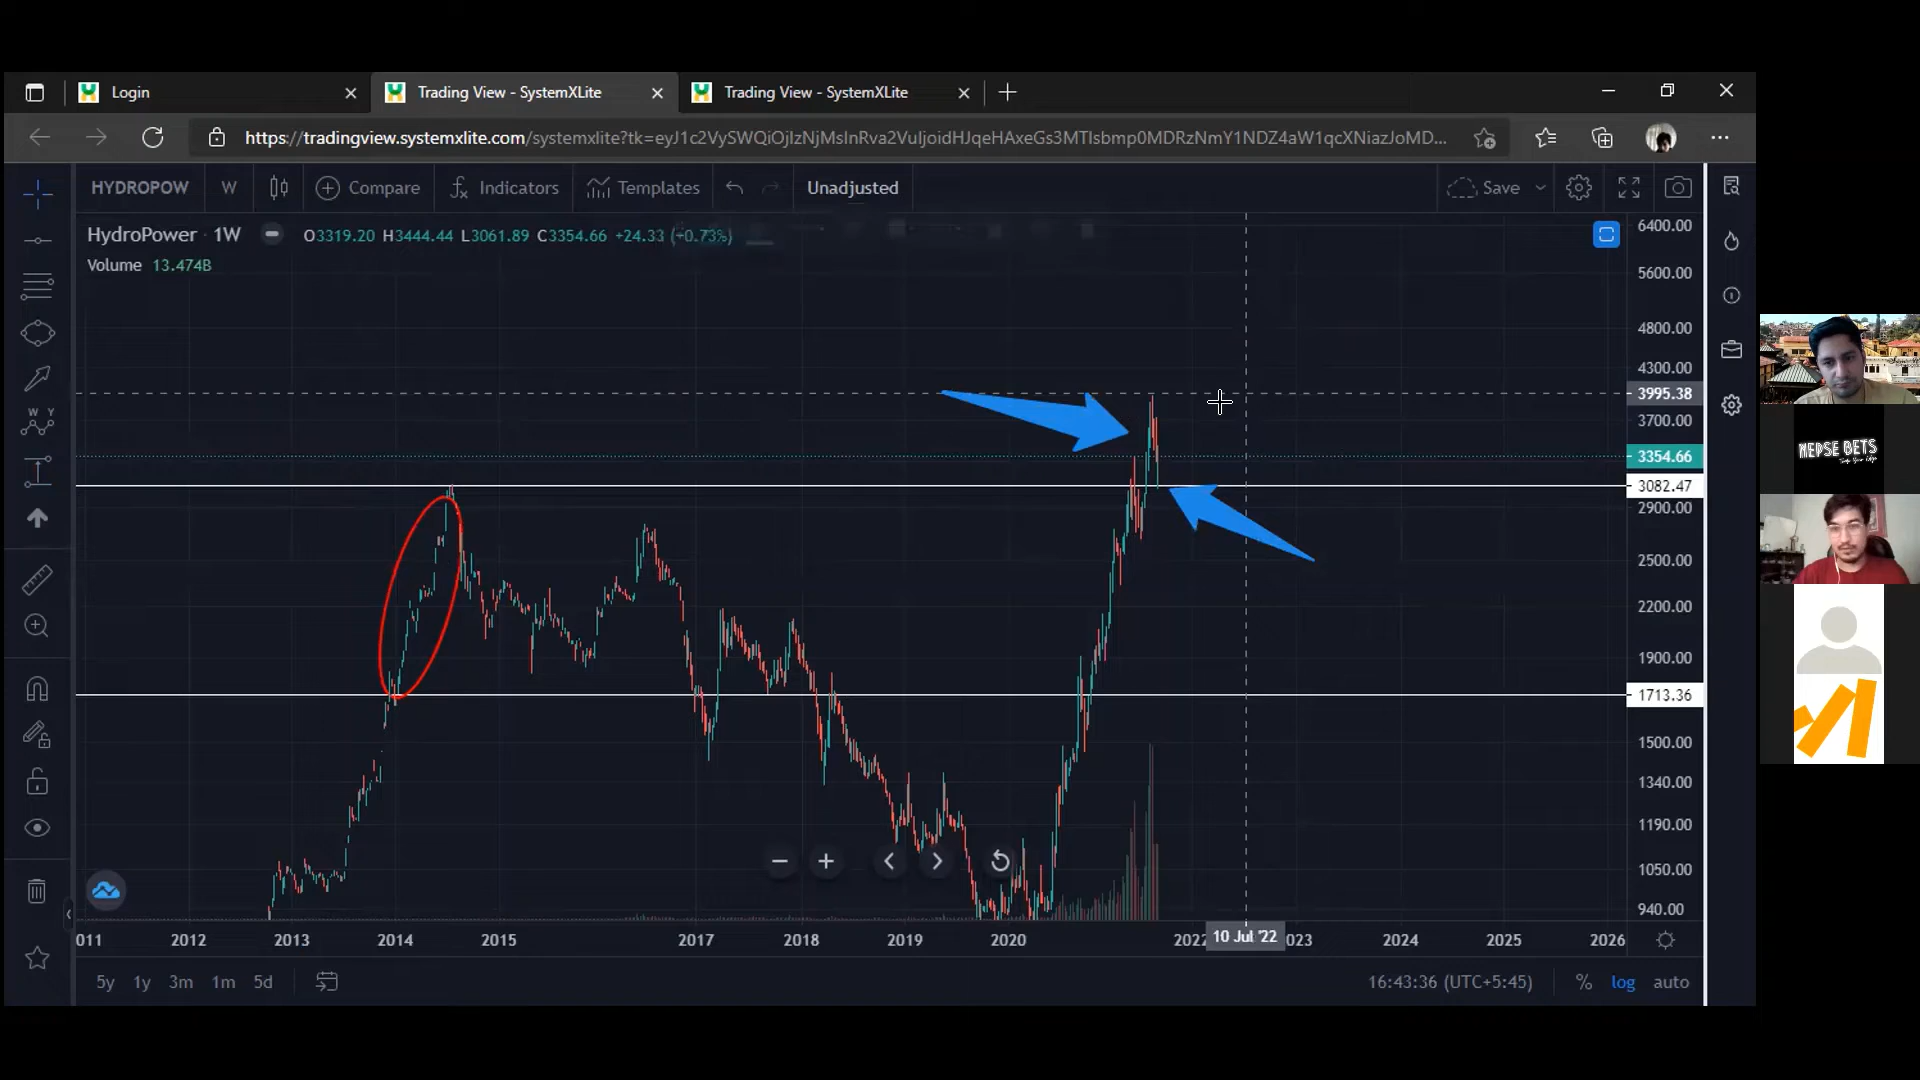 Login
Trading View - SystemXLite
Trading View - SystemXLite
https://tradingview.systemxlite.com/systemxlite?tk=eyJ1c2VySWQiOjIzNjMsInRva2VuIjoidHJqeHAxeGs3MTIsbmp0MDRzNmY1NDZ4aW1qcXNiazJoMD...
HYDROPOW W Compare Indicators Templates Unadjusted Save
HydroPower · 1W O3319.20 H3444.44 L3061.89 C3354.66 +24.33 (+0.73%)
Volume 13.474B
6400.00
5600.00
4800.00
4300.00
3995.38
3700.00
3354.66
3082.47
2900.00
2500.00
2200.00
1900.00
1713.36
1500.00
1340.00
1190.00
1050.00
940.00
W Y
NEPSE BETS
011 2012 2013 2014 2015 2017 2018 2019 2020 2022 10 Jul '22 023 2024 2025 2026
5y 1y 3m 1m 5d 16:43:36 (UTC+5:45) % log auto